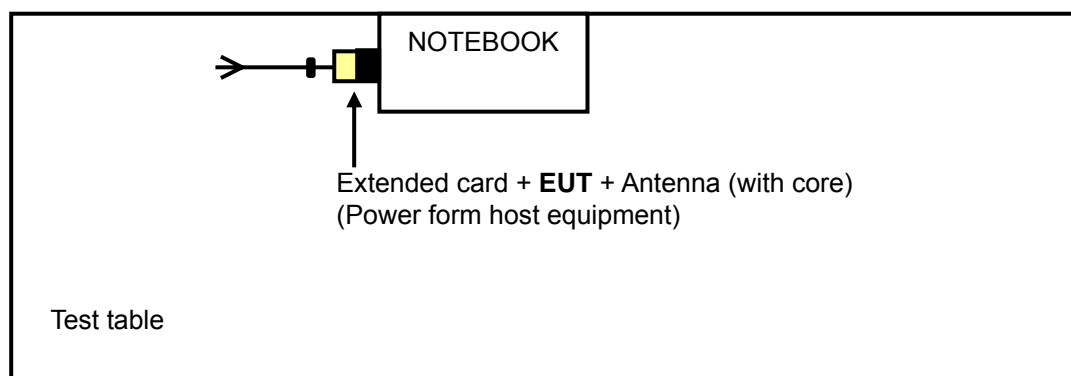 NOTEBOOK
Extended card + EUT + Antenna (with core)
(Power form host equipment)
Test table